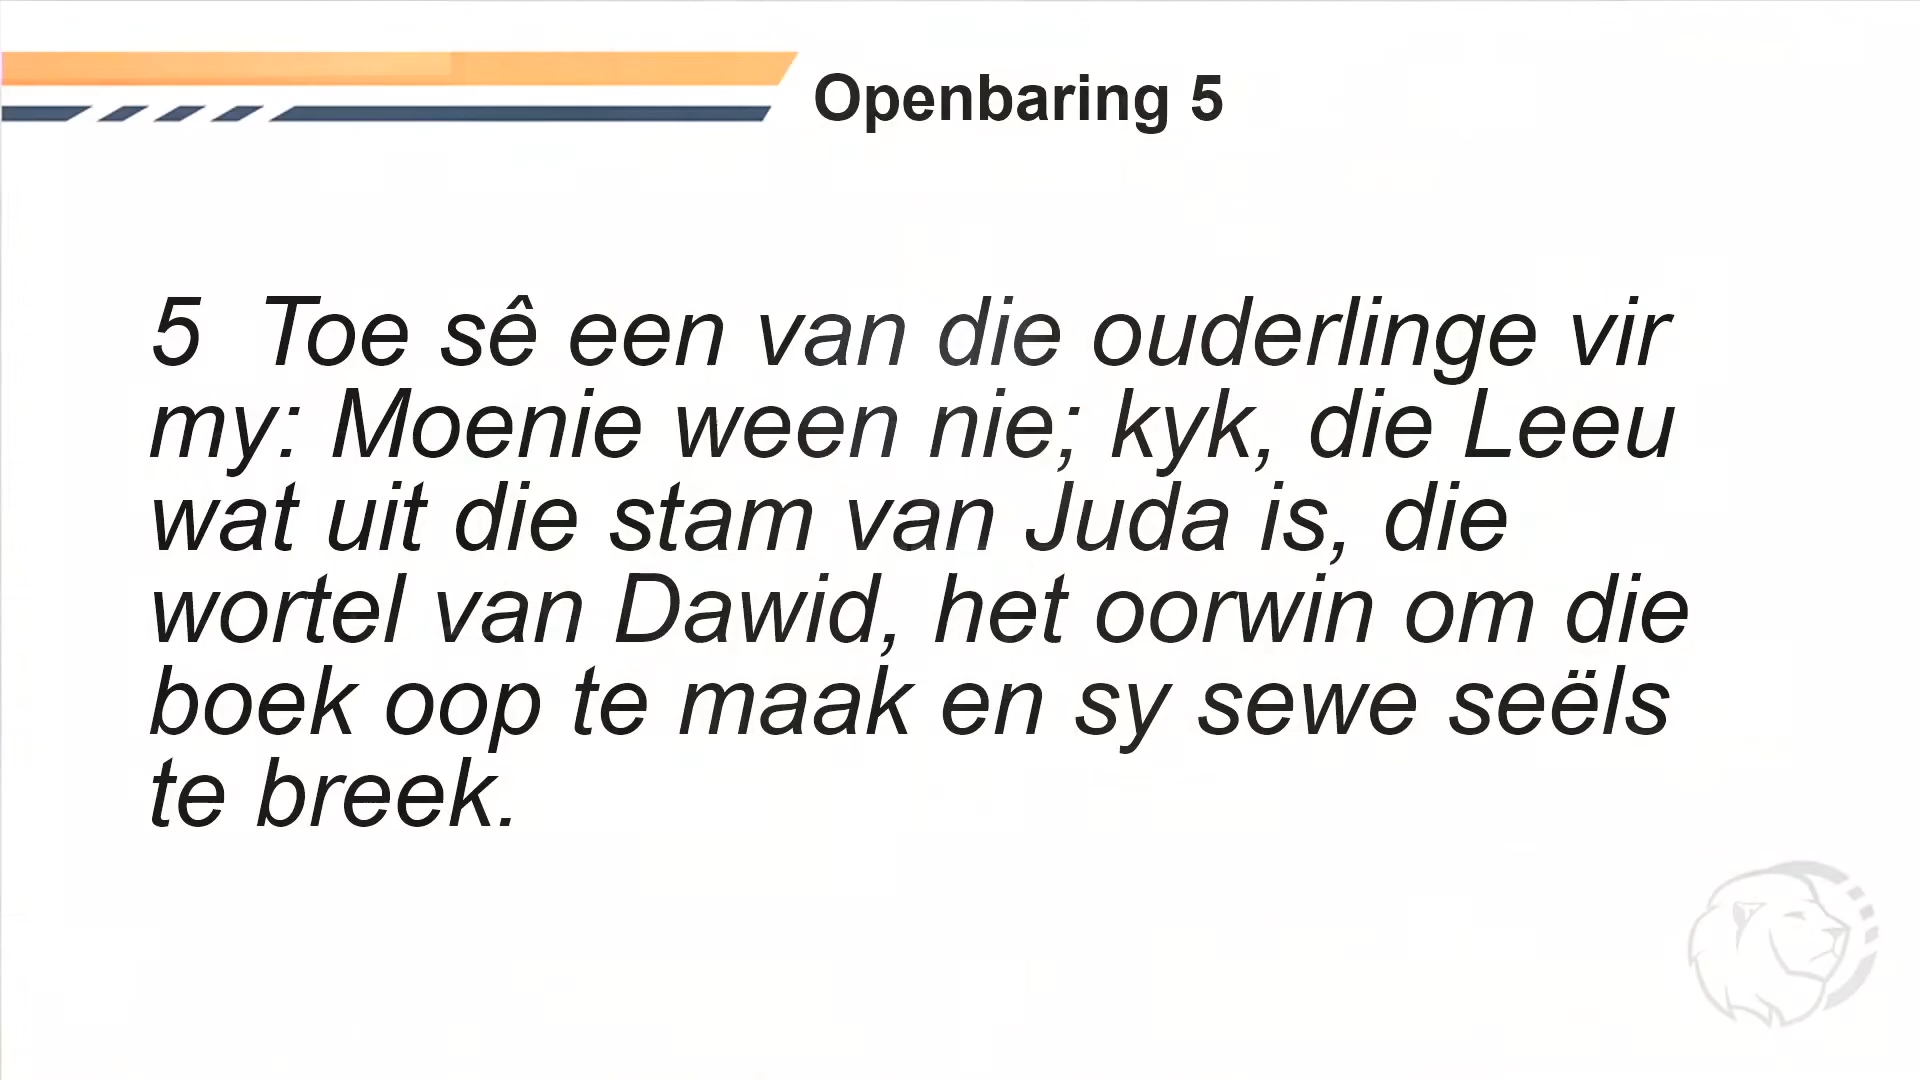 Openbaring 5
5  Toe sê een van die ouderlinge vir
my: Moenie ween nie; kyk, die Leeu
wat uit die stam van Juda is, die
wortel van Dawid, het oorwin om die
boek oop te maak en sy sewe seëls
te breek.